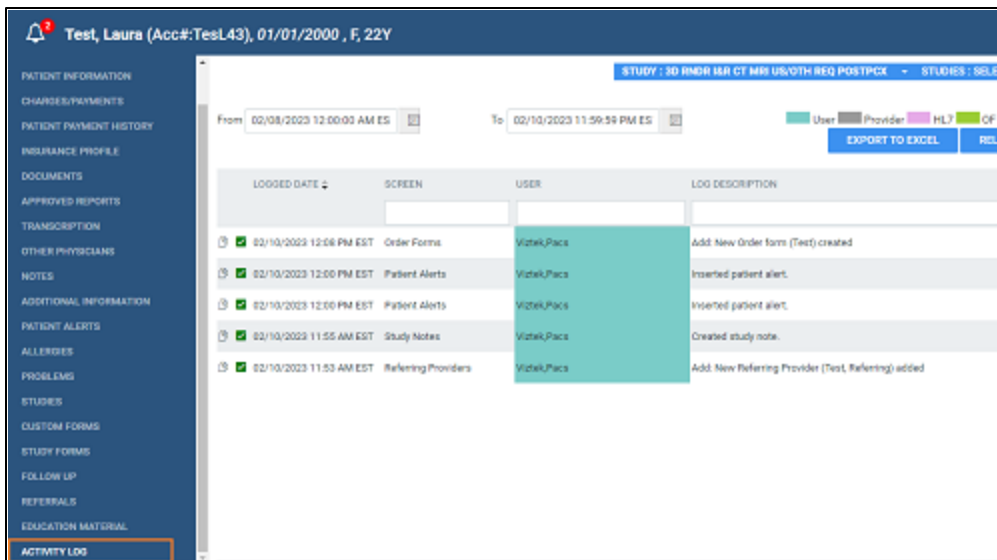 2
Test, Laura (Acc#:TesL43), 01/01/2000 , F, 22Y
PATIENT INFORMATION
CHARGES/PAYMENTS
PATIENT PAYMENT HISTORY
INSURANCE PROFILE
DOCUMENTS
APPROVED REPORTS
TRANSCRIPTION
OTHER PHYSICIANS
NOTES
ADDITIONAL INFORMATION
PATIENT ALERTS
ALLERGIES
PROBLEMS
STUDIES
CUSTOM FORMS
STUDY FORMS
FOLLOW UP
REFERRALS
EDUCATION MATERIAL
ACTIVITY LOG
STUDY : 3D RNDR I&R CT MRI US/OTH REQ POSTPCX STUDIES : SELE
From 02/08/2023 12:00:00 AM ES To 02/10/2023 11:59:59 PM ES
User Provider HL7 OF
EXPORT TO EXCEL REL
LOGGED DATE SCREEN USER LOG DESCRIPTION
02/10/2023 12:08 PM EST Order Forms Viztek,Pacs Add: New Order form (Test) created
02/10/2023 12:00 PM EST Patient Alerts Viztek,Pacs Inserted patient alert.
02/10/2023 12:00 PM EST Patient Alerts Viztek,Pacs Inserted patient alert.
02/10/2023 11:55 AM EST Study Notes Viztek,Pacs Created study note.
02/10/2023 11:53 AM EST Referring Providers Viztek,Pacs Add: New Referring Provider (Test, Referring) added